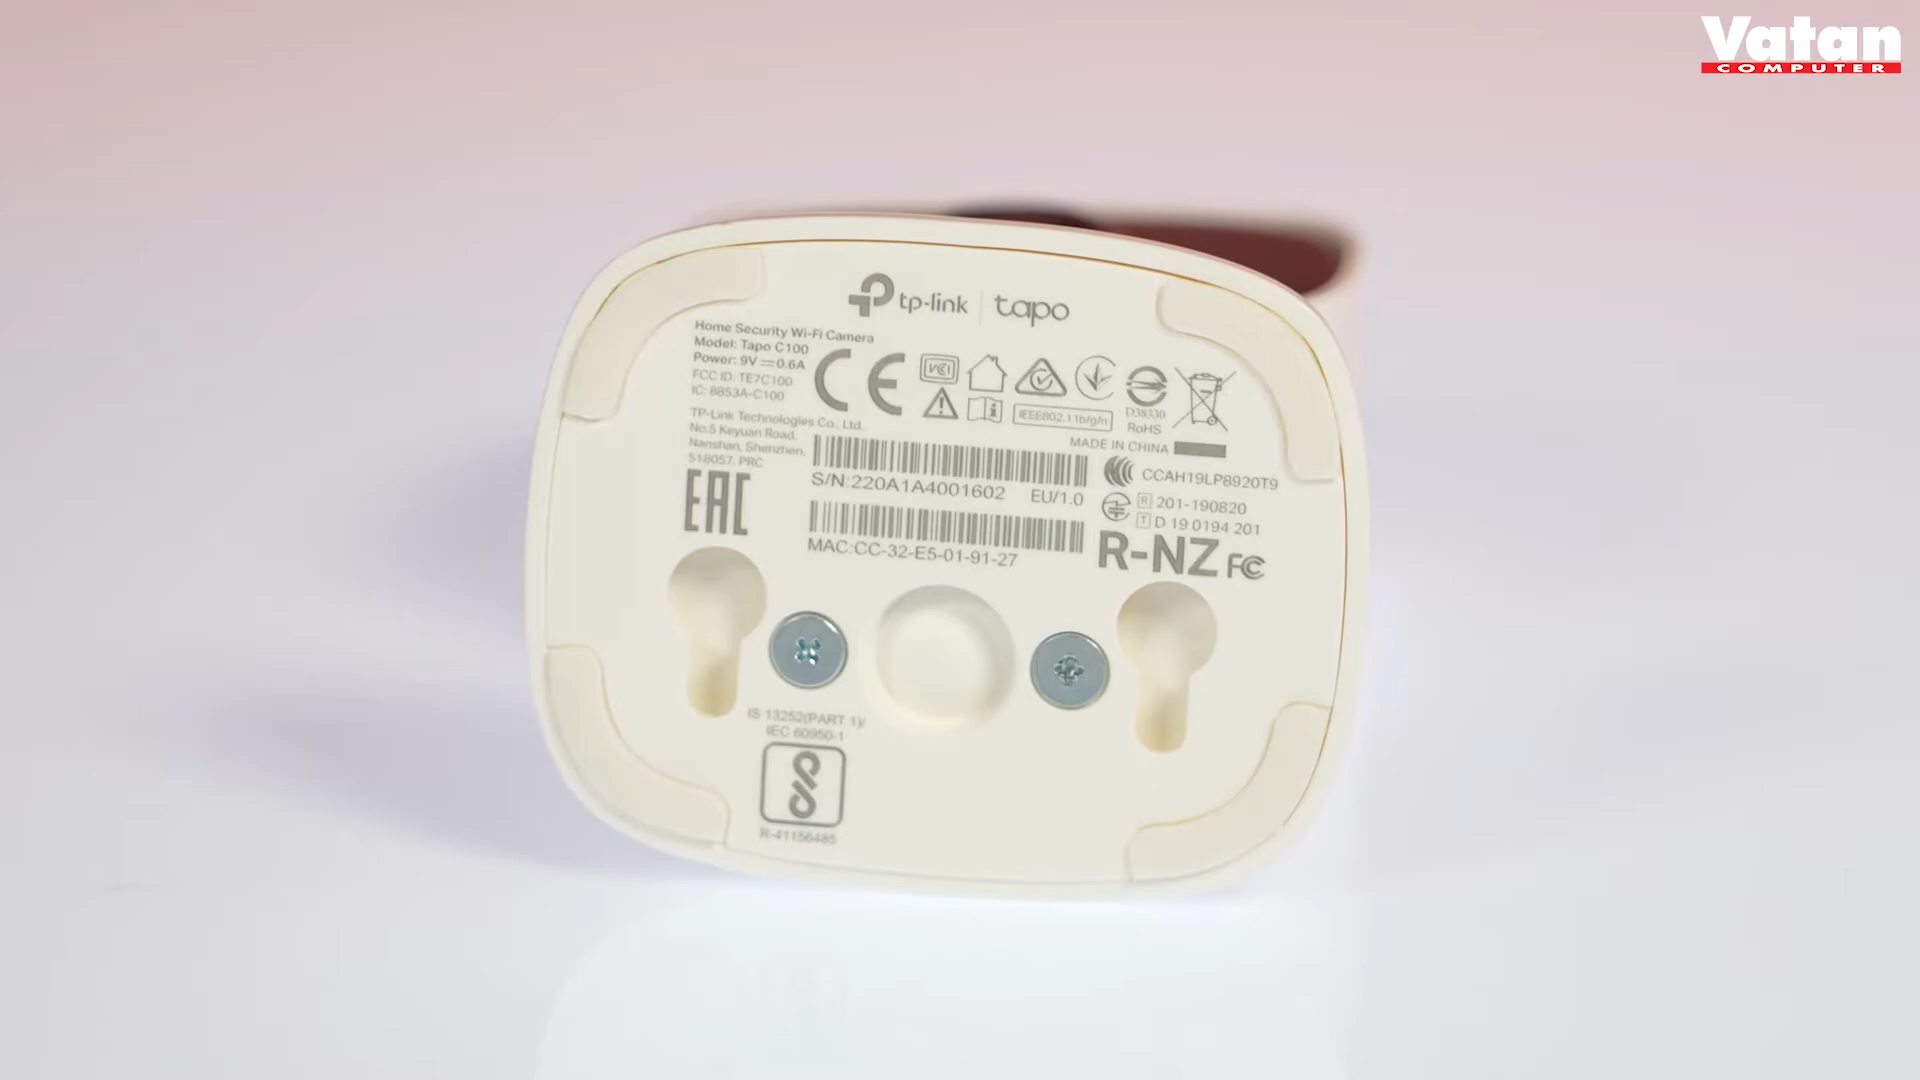 Vatan
COMPUTER
tp-link | tapo
Home Security Wi-Fi Camera
Model: Tapo C100
Power: 9V⎓0.6A
FCC ID: TE7C100
IC: 8853A-C100
TP-Link Technologies Co., Ltd.
No.5 Keyuan Road,
Nanshan, Shenzhen,
518057, PRC
CE
VCCI
IEEE802.11b/g/n
D38330
RoHS
MADE IN CHINA
S/N:220A1A4001602 EU/1.0
MAC:CC-32-E5-01-91-27
CCAH19LP8920T9
R 201-190820
T D 19 0194 201
EAC
R-NZ FC
IS 13252(PART 1)/
IEC 60950-1
R-41156485